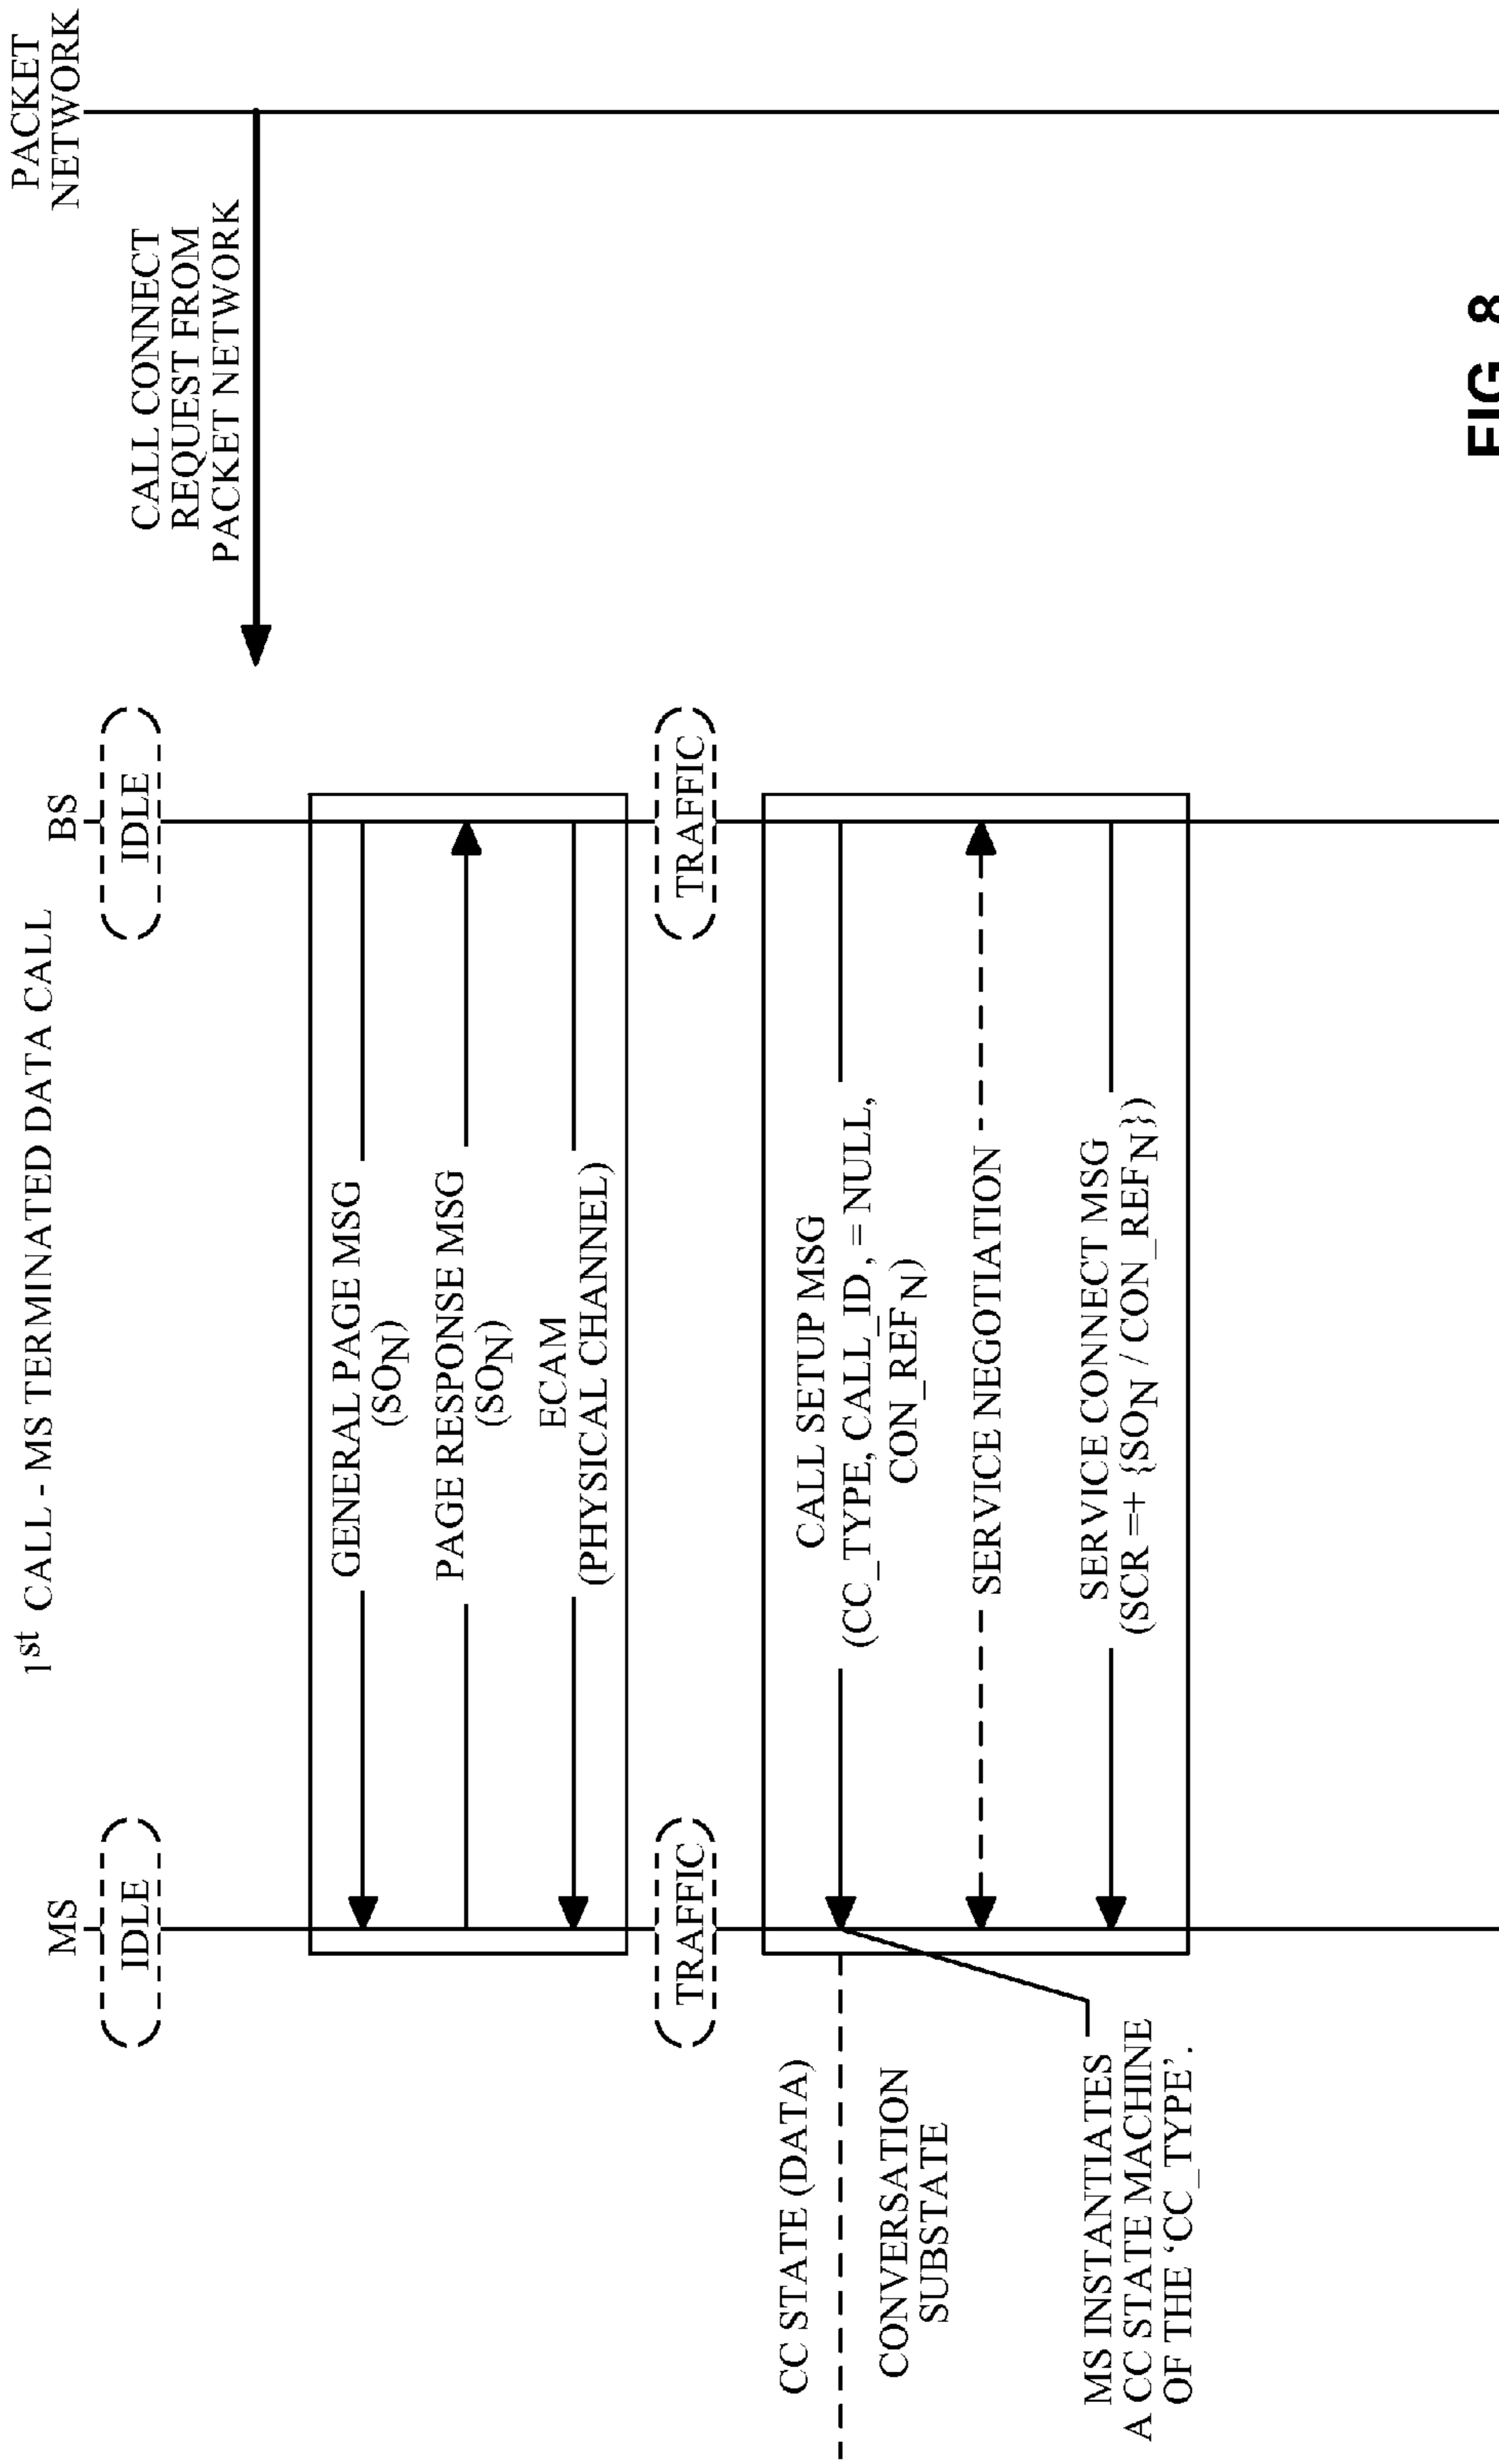 1st CALL - MS TERMINATED DATA CALL
MS
BS
PACKET
NETWORK
IDLE
IDLE
CALL CONNECT
REQUEST FROM
PACKET NETWORK
GENERAL PAGE MSG
(SON)
PAGE RESPONSE MSG
(SON)
ECAM
(PHYSICAL CHANNEL)
TRAFFIC
TRAFFIC
CC STATE (DATA)
CALL SETUP MSG
(CC_TYPE, CALL_ID , = NULL,
CON_REFN)
CONVERSATION
SUBSTATE
SERVICE NEGOTIATION
MS INSTANTIATES
A CC STATE MACHINE
OF THE ‘CC_TYPE’.
SERVICE CONNECT MSG
(SCR =+ {SON / CON_REFN})
FIG. 8